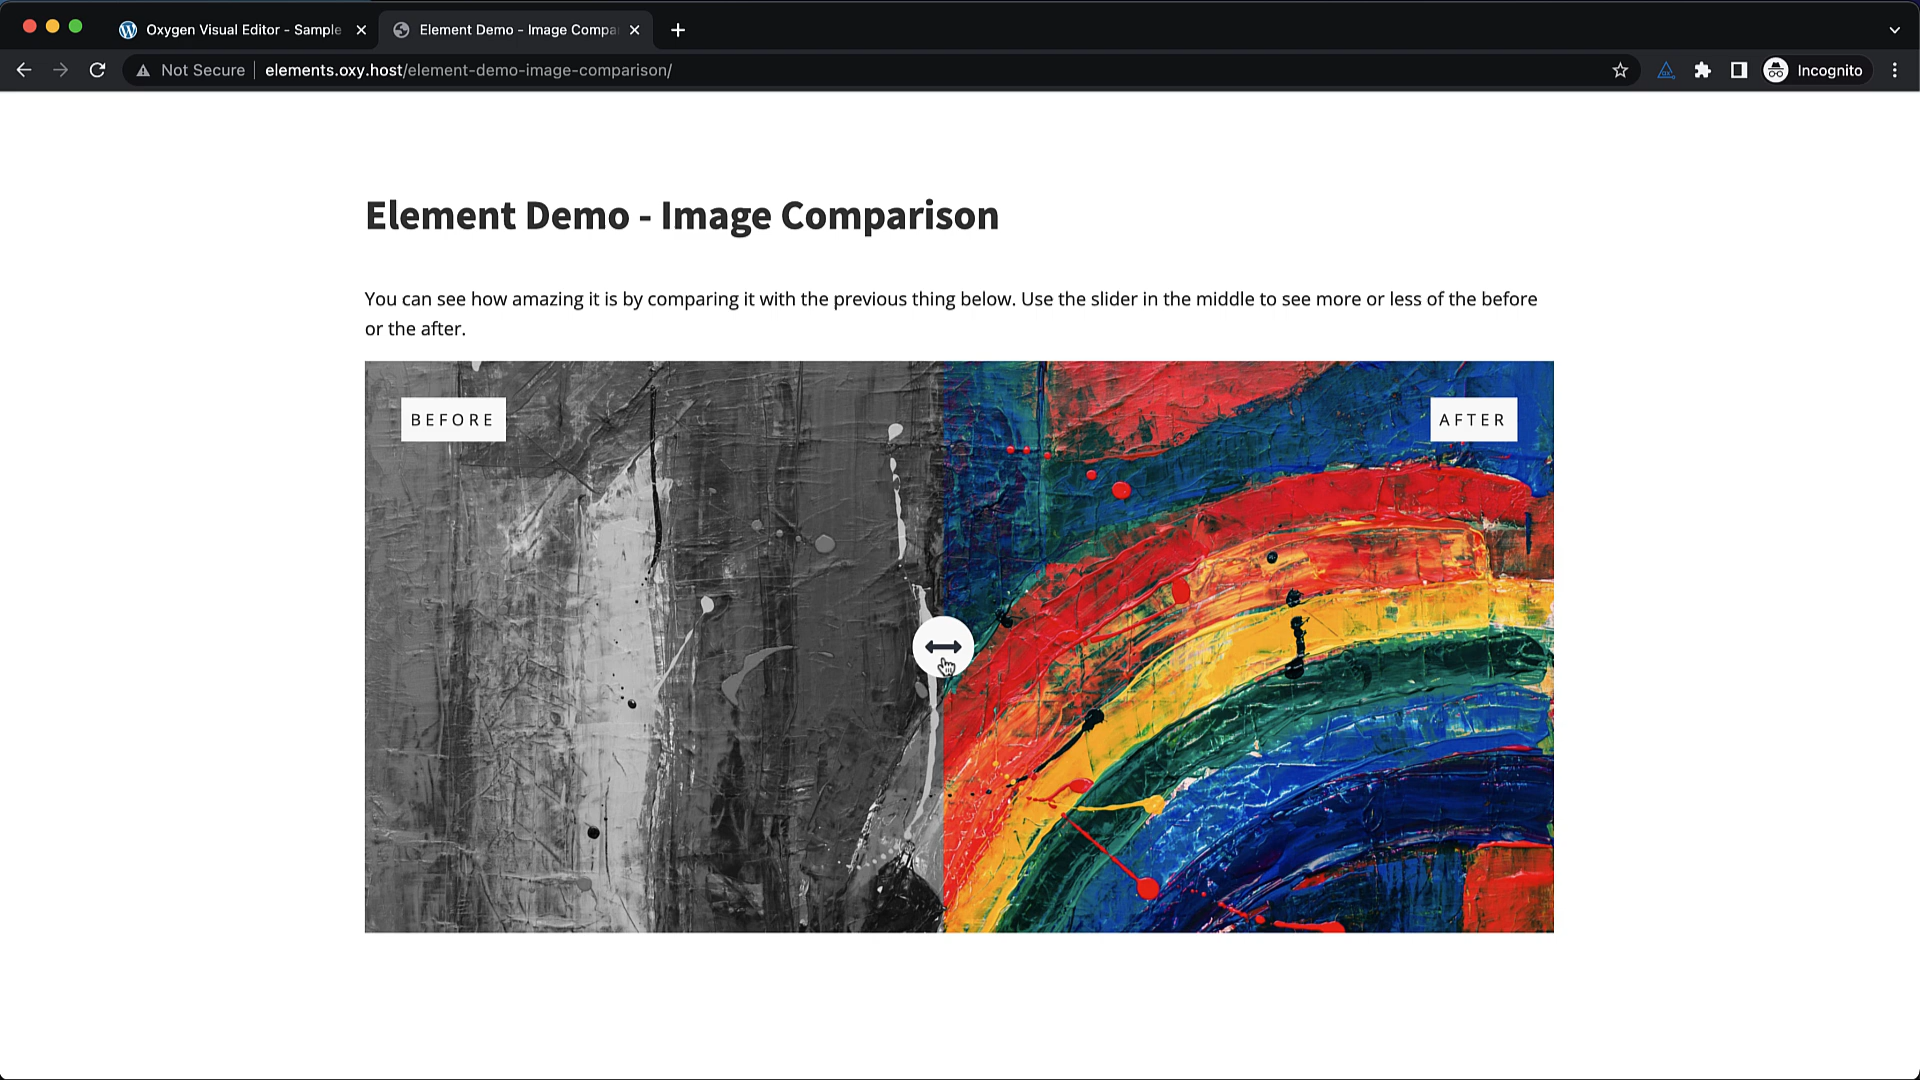 Oxygen Visual Editor - Sample
Element Demo - Image Compa
Not Secure
elements.oxy.host/element-demo-image-comparison/
Incognito
Element Demo - Image Comparison
You can see how amazing it is by comparing it with the previous thing below. Use the slider in the middle to see more or less of the before
or the after.
BEFORE
AFTER